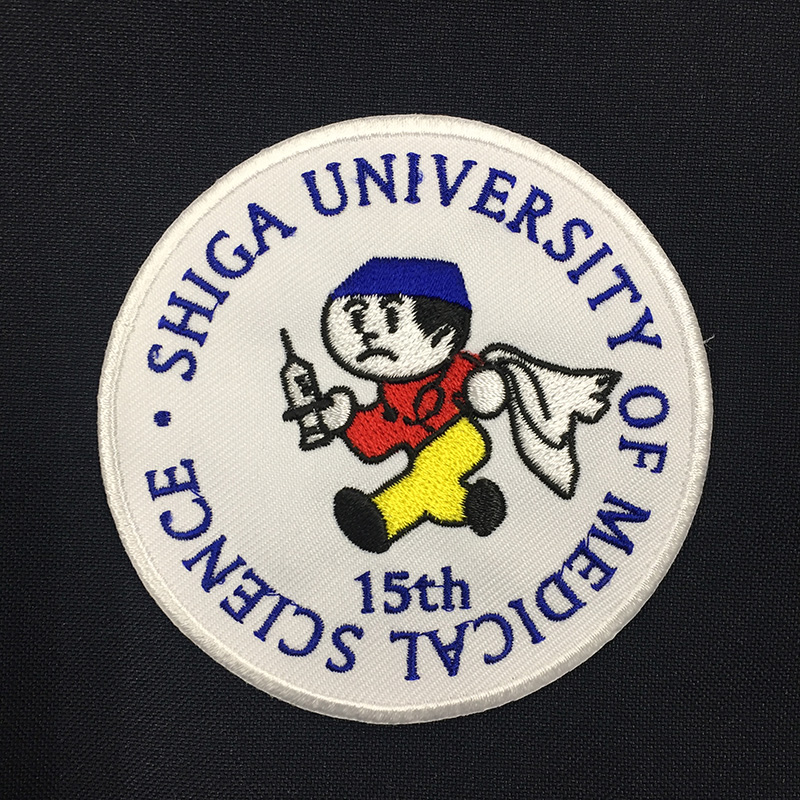 SHIGA UNIVERSITY OF MEDICAL SCIENCE •
15th